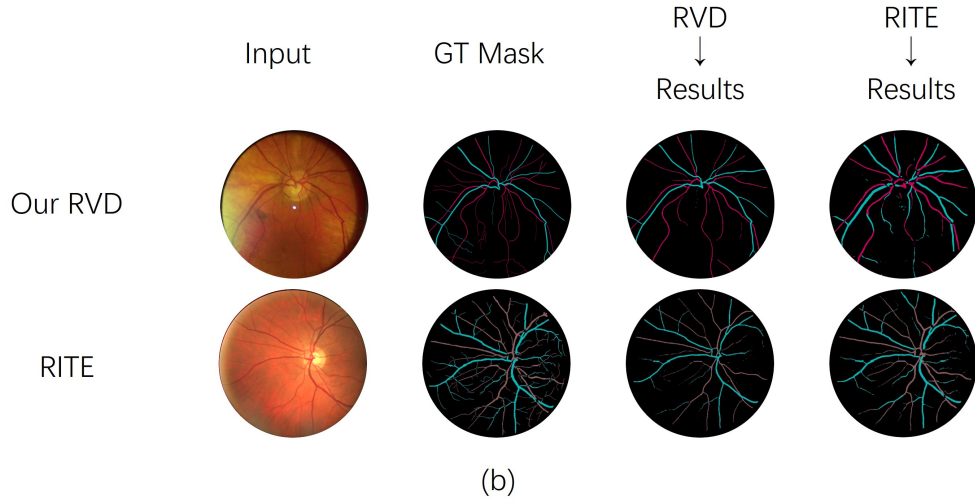 Input
GT Mask
RVD
↓
Results
RITE
↓
Results
Our RVD
RITE
(b)